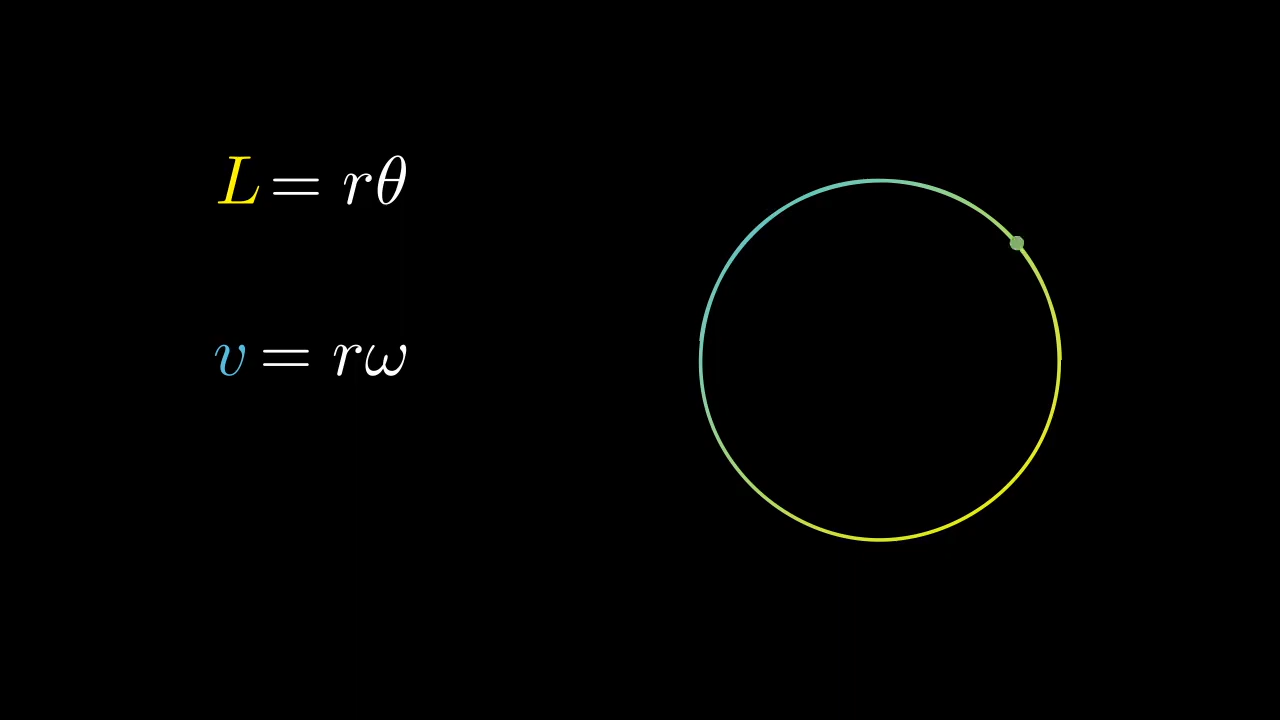 L = rθ
v = rω